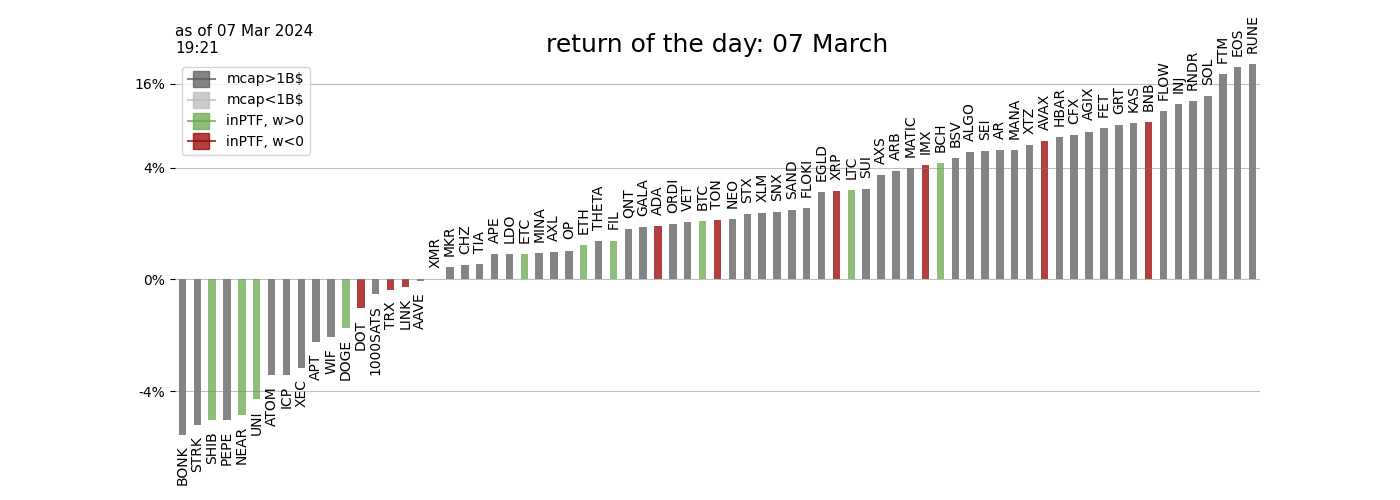 as of 07 Mar 2024
19:21
return of the day: 07 March
mcap>1B$
mcap<1B$
inPTF, w>0
inPTF, w<0
16%
4%
0%
-4%
BONK
STRK
SHIB
PEPE
NEAR
UNI
ATOM
ICP
XEC
APT
WIF
DOGE
DOT
1000SATS
TRX
LINK
AAVE
XMR
MKR
CHZ
TIA
APE
LDO
ETC
MINA
AXL
OP
ETH
THETA
FIL
QNT
GALA
ADA
ORDI
VET
BTC
TON
NEO
STX
XLM
SNX
SAND
FLOKI
EGLD
XRP
LTC
SUI
AXS
ARB
MATIC
IMX
BCH
BSV
ALGO
SEI
AR
MANA
XTZ
AVAX
HBAR
CFX
AGIX
FET
GRT
KAS
BNB
FLOW
INJ
RNDR
SOL
FTM
EOS
RUNE